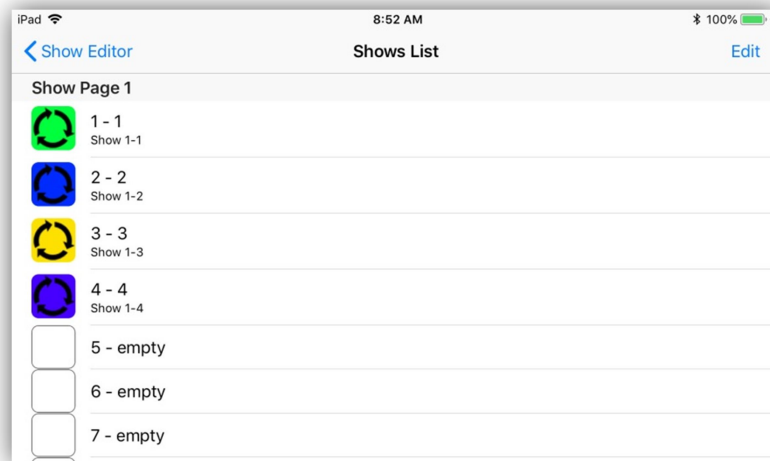 iPad 8:52 AM 100%
Show Editor Shows List Edit
Show Page 1
1 - 1
Show 1-1
2 - 2
Show 1-2
3 - 3
Show 1-3
4 - 4
Show 1-4
5 - empty
6 - empty
7 - empty